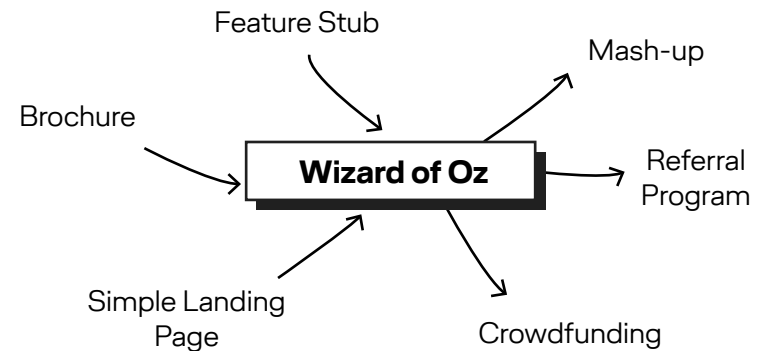 Feature Stub
Mash-up
Brochure
Wizard of Oz
Referral
Program
Simple Landing
Page
Crowdfunding